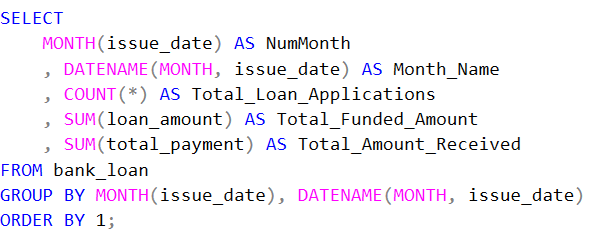 SELECT
MONTH(issue_date) AS NumMonth
, DATENAME(MONTH, issue_date) AS Month_Name
, COUNT(*) AS Total_Loan_Applications
, SUM(loan_amount) AS Total_Funded_Amount
, SUM(total_payment) AS Total_Amount_Received
FROM bank_loan
GROUP BY MONTH(issue_date), DATENAME(MONTH, issue_date)
ORDER BY 1;